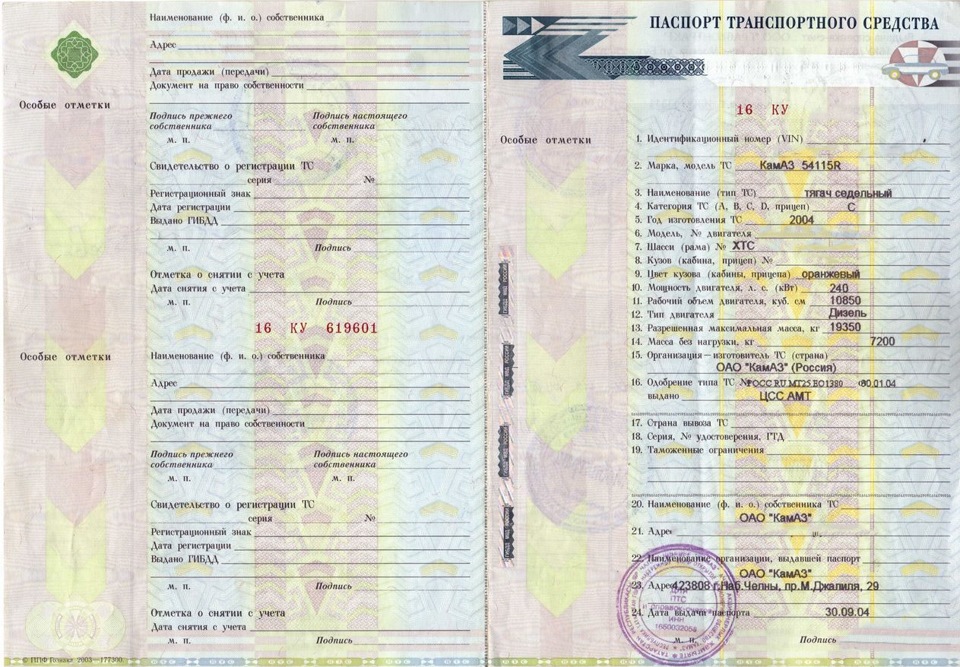 Наименование (ф. и. о.) собственника
Адрес
Дата продажи (передачи)
Документ на право собственности
Особые отметки
Подпись прежнего собственника
Подпись настоящего собственника
м. п.
м. п.
Свидетельство о регистрации ТС
серия №
Регистрационный знак
Дата регистрации
Выдано ГИБДД
м. п. Подпись
Отметка о снятии с учета
Дата снятия с учета
м. п. Подпись
16 КУ 619601
Особые отметки
Наименование (ф. и. о.) собственника
Адрес
Дата продажи (передачи)
Документ на право собственности
Подпись прежнего собственника
Подпись настоящего собственника
м. п.
м. п.
Свидетельство о регистрации ТС
серия №
Регистрационный знак
Дата регистрации
Выдано ГИБДД
м. п. Подпись
Отметка о снятии с учета
Дата снятия с учета
м. п. Подпись
© ППФ Гознака 2003—177300.
ПАСПОРТ ТРАНСПОРТНОГО СРЕДСТВА
16 КУ
Особые отметки
1. Идентификационный номер (VIN)
2. Марка, модель ТС КамАЗ 54115R
3. Наименование (тип ТС) тягач седельный
4. Категория ТС (А, В, С, D, прицеп) С
5. Год изготовления ТС 2004
6. Модель, № двигателя
7. Шасси (рама) № ХТС
8. Кузов (кабина, прицеп) №
9. Цвет кузова (кабины, прицепа) оранжевый
10. Мощность двигателя, л. с. (кВт) 240
11. Рабочий объем двигателя, куб. см 10850
12. Тип двигателя Дизель
13. Разрешенная максимальная масса, кг 19350
14. Масса без нагрузки, кг 7200
15. Организация—изготовитель ТС (страна)
ОАО "КамАЗ" (Россия)
16. Одобрение типа ТС № РОСС RU.МТ25.Е01380 30.01.04
выдано ЦСС АМТ
17. Страна вывоза ТС
18. Серия, № удостоверения, ГТД
19. Таможенные ограничения
20. Наименование (ф. и. о.) собственника ТС
ОАО "КамАЗ"
21. Адрес
22. Наименование организации, выдавшей паспорт
ОАО "КамАЗ"
23. Адрес 423808 г.Наб.Челны, пр.М.Джалиля, 29
24. Дата выдачи паспорта 30.09.04
м. п. Подпись